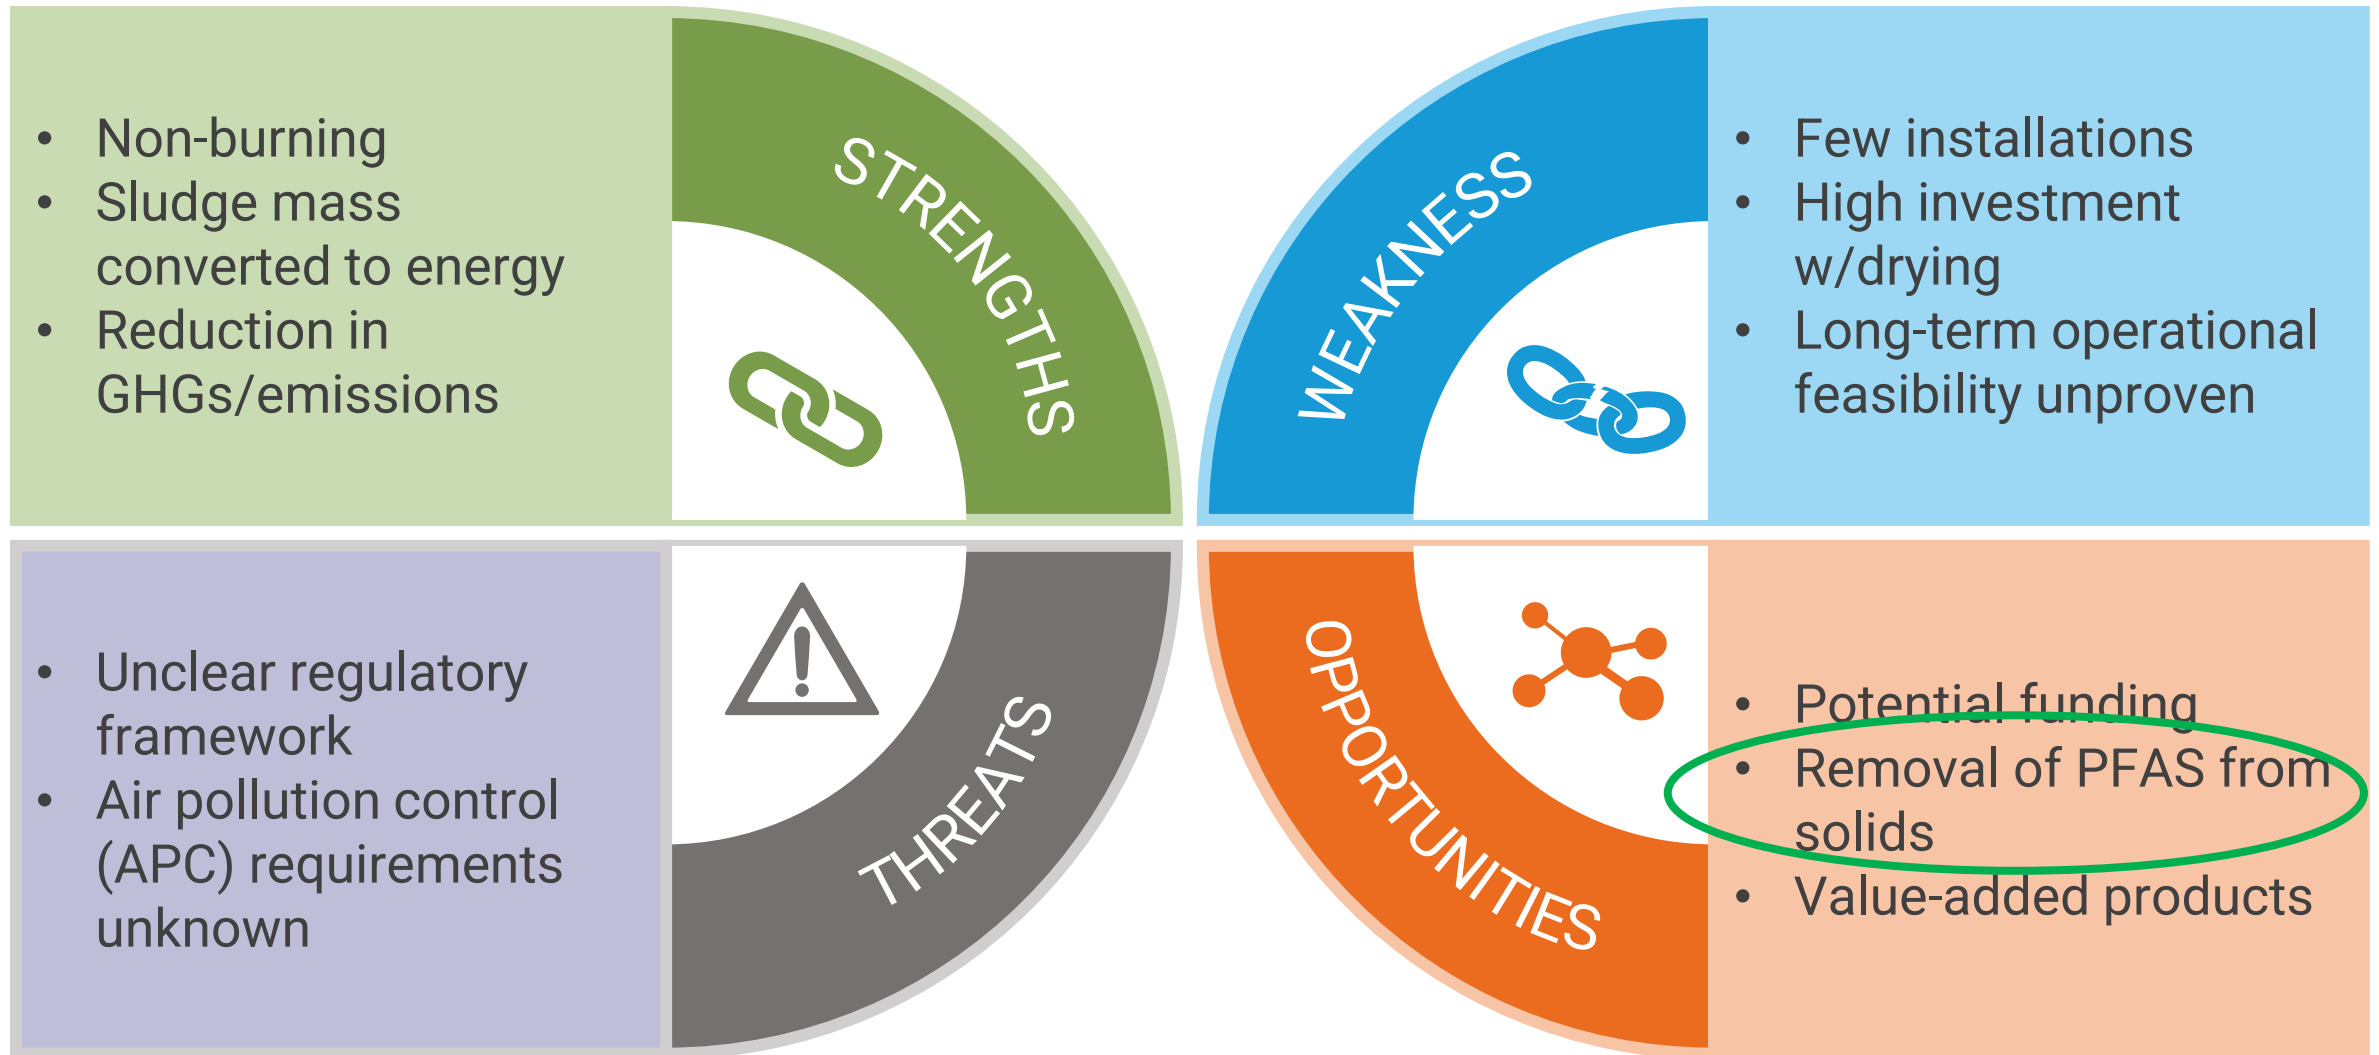 • Non-burning
• Sludge mass
converted to energy
• Reduction in
GHGs/emissions
STRENGTHS
WEAKNESS
• Few installations
• High investment
w/drying
• Long-term operational
feasibility unproven
• Unclear regulatory
framework
• Air pollution control
(APC) requirements
unknown
THREATS
OPPORTUNITIES
• Potential funding
• Removal of PFAS from
solids
• Value-added products